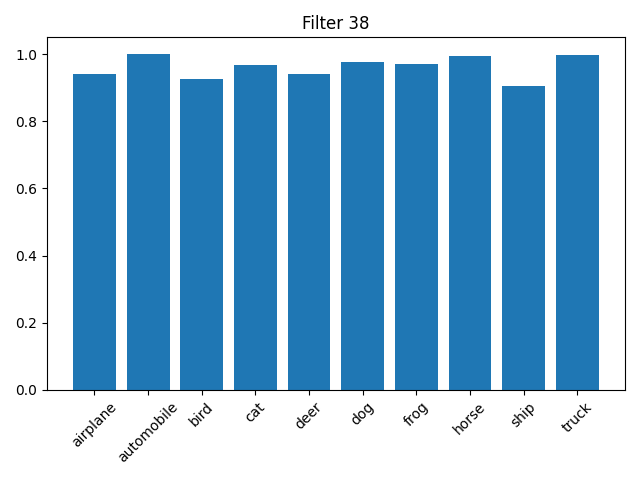 Filter 38
1.0
0.8
0.6
0.4
0.2
0.0
airplane
automobile
bird
cat
deer
dog
frog
horse
ship
truck